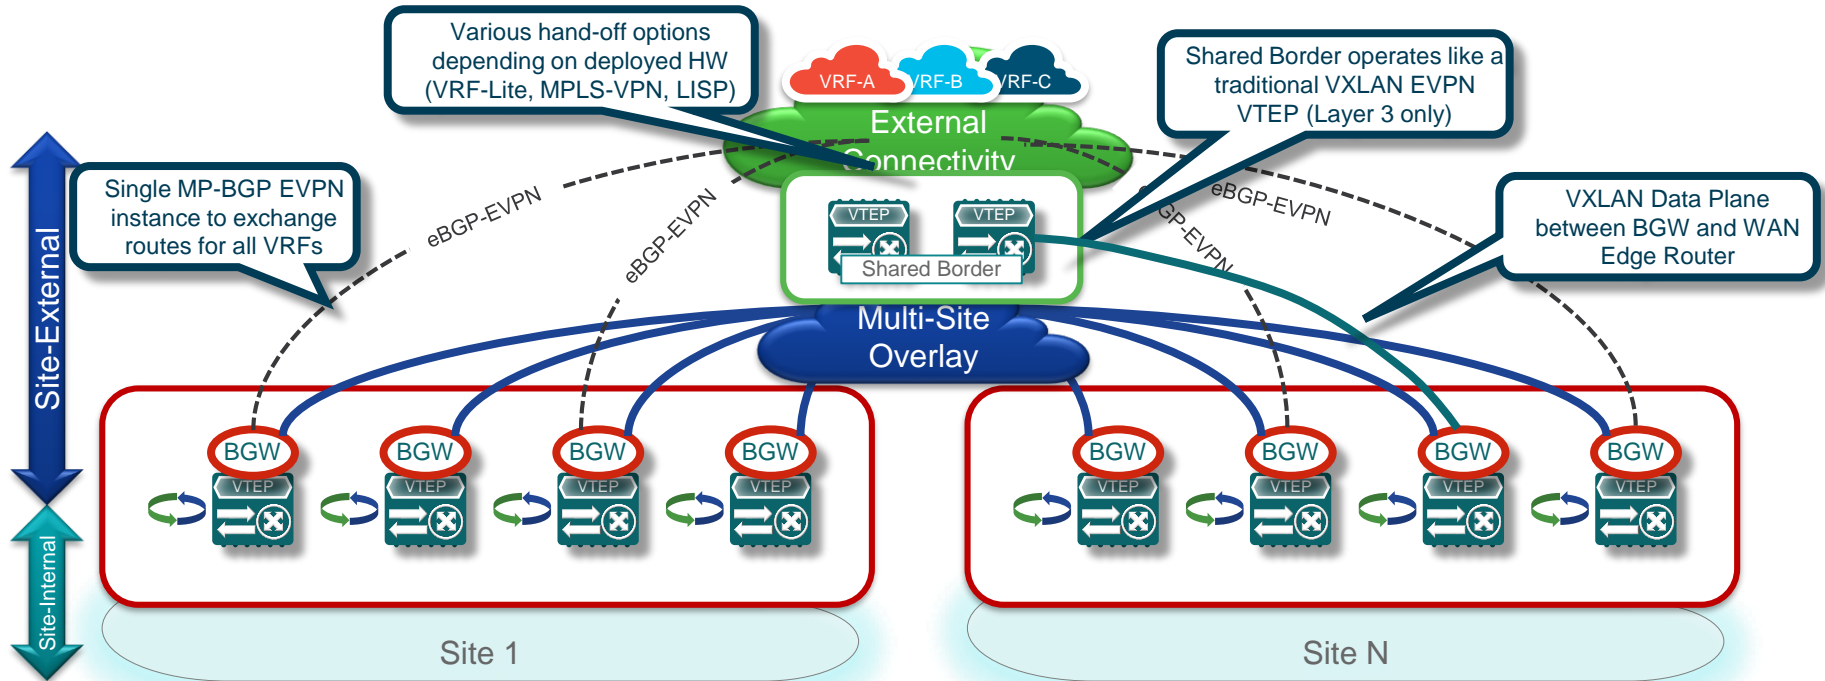 Various hand-off options
depending on deployed HW
(VRF-Lite, MPLS-VPN, LISP)
VRF-A
VRF-B
VRF-C
Shared Border operates like a
traditional VXLAN EVPN
VTEP (Layer 3 only)
External
Connectivity
Single MP-BGP EVPN
instance to exchange
routes for all VRFs
eBGP-EVPN
eBGP-EVPN
eBGP-EVPN
eBGP-EVPN
VXLAN Data Plane
between BGW and WAN
Edge Router
VTEP
VTEP
Shared Border
Multi-Site
Overlay
Site-External
BGW
BGW
BGW
BGW
BGW
BGW
BGW
BGW
VTEP
VTEP
VTEP
VTEP
VTEP
VTEP
VTEP
VTEP
Site-Internal
Site 1
Site N